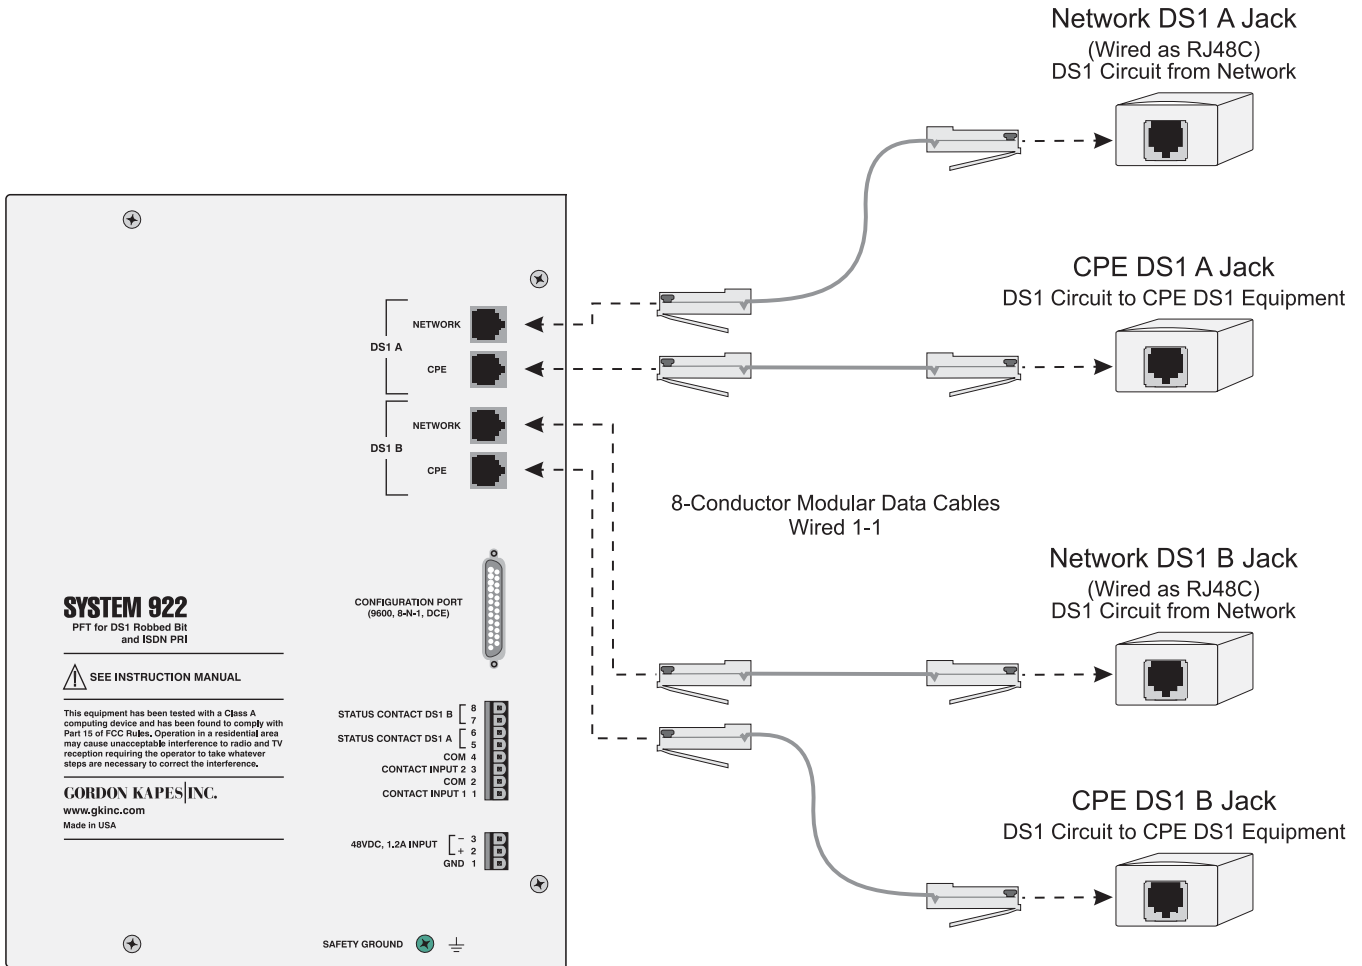 Network DS1 A Jack
(Wired as RJ48C)
DS1 Circuit from Network
CPE DS1 A Jack
DS1 Circuit to CPE DS1 Equipment
NETWORK
DS1 A
CPE
NETWORK
DS1 B
CPE
8-Conductor Modular Data Cables
Wired 1-1
Network DS1 B Jack
(Wired as RJ48C)
DS1 Circuit from Network
CPE DS1 B Jack
DS1 Circuit to CPE DS1 Equipment
CONFIGURATION PORT
(9600, 8-N-1, DCE)
SYSTEM 922
PFT for DS1 Robbed Bit
and ISDN PRI
SEE INSTRUCTION MANUAL
This equipment has been tested with a Class A
computing device and has been found to comply with
Part 15 of FCC Rules. Operation in a residential area
may cause unacceptable interference to radio and TV
reception requiring the operator to take whatever
steps are necessary to correct the interference.
GORDON KAPES INC.
www.gkinc.com
Made in USA
STATUS CONTACT DS1 B 8
7
STATUS CONTACT DS1 A 6
5
COM 4
CONTACT INPUT 2 3
COM 2
CONTACT INPUT 1 1
48VDC, 1.2A INPUT − 3
+ 2
GND 1
SAFETY GROUND